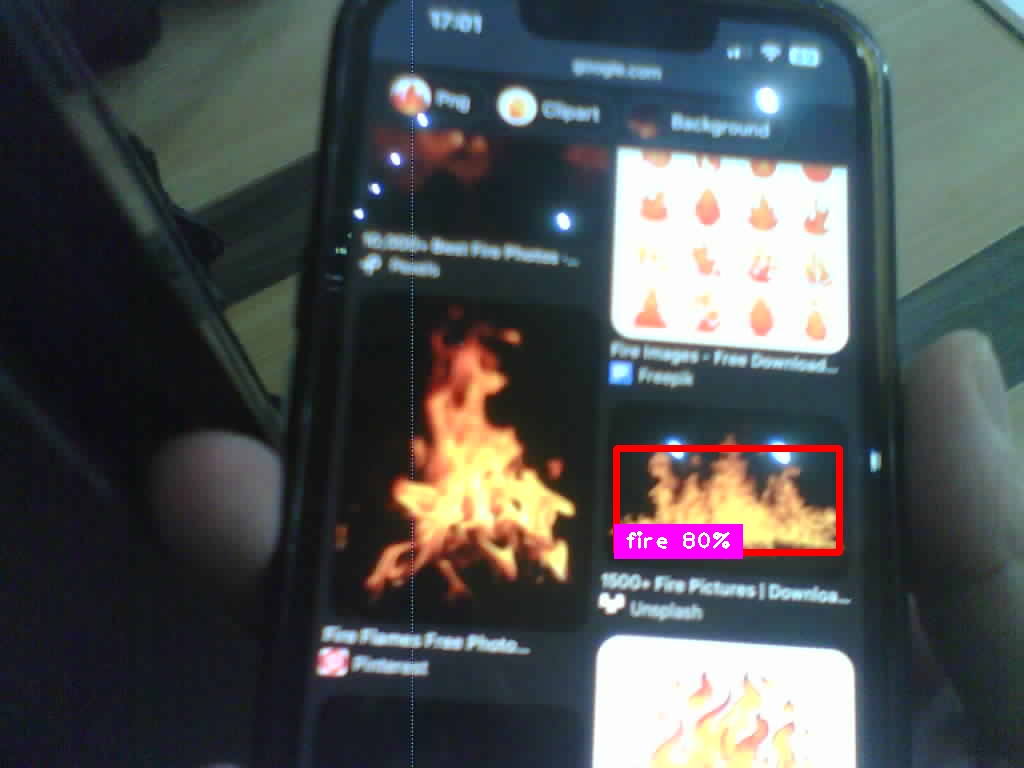 17:01
google.com
Png
Clipart
Background
10,000+ Best Fire Photos ·...
Pexels
Fire Images - Free Download...
Freepik
fire 80%
1500+ Fire Pictures | Downloa...
Unsplash
Fire Flames Free Photo...
Pinterest